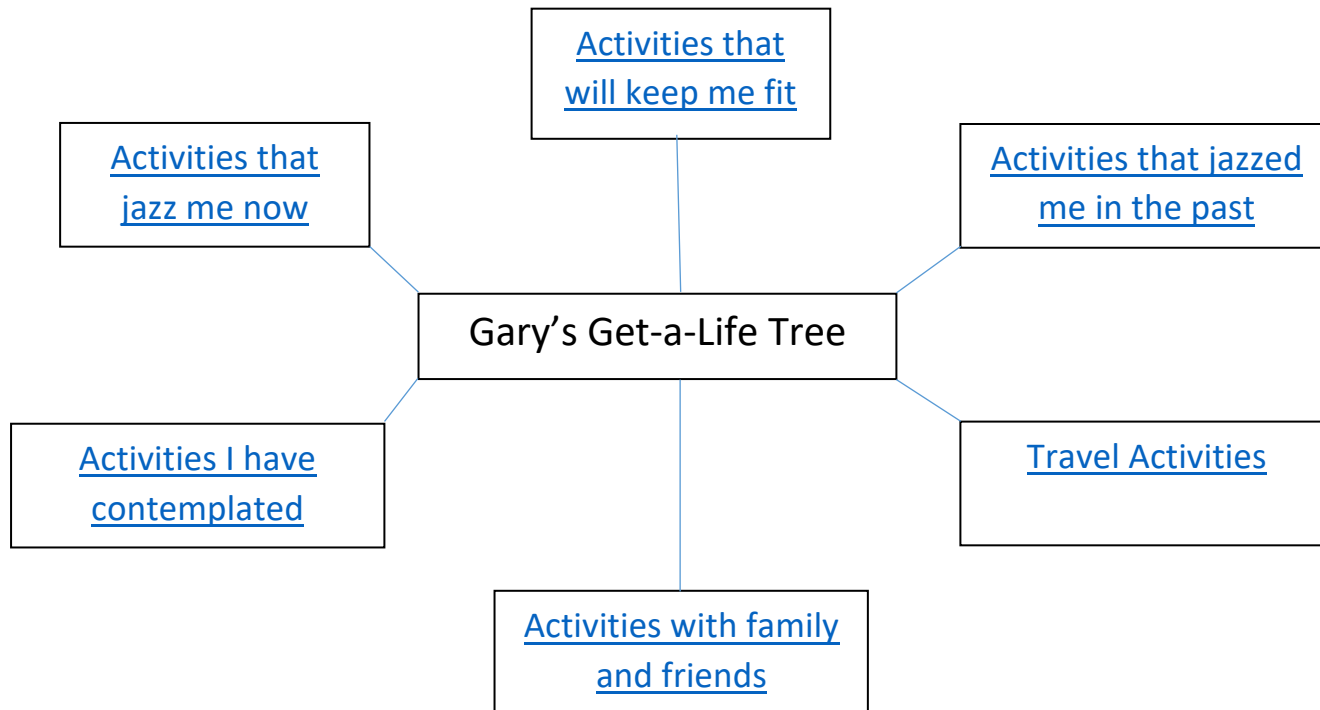 Activities that
will keep me fit
Activities that
jazz me now
Activities that jazzed
me in the past
Gary’s Get-a-Life Tree
Activities I have
contemplated
Travel Activities
Activities with family
and friends